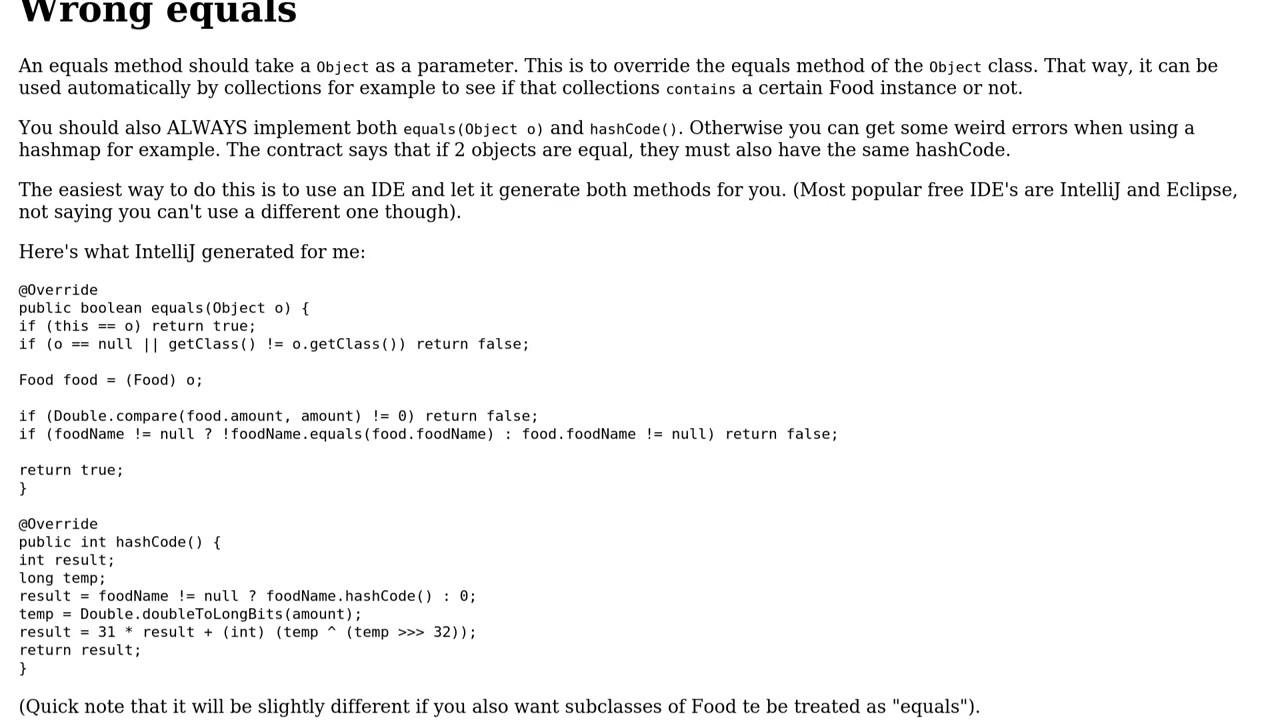 Wrong equals
An equals method should take a Object as a parameter. This is to override the equals method of the Object class. That way, it can be
used automatically by collections for example to see if that collections contains a certain Food instance or not.
You should also ALWAYS implement both equals(Object o) and hashCode(). Otherwise you can get some weird errors when using a
hashmap for example. The contract says that if 2 objects are equal, they must also have the same hashCode.
The easiest way to do this is to use an IDE and let it generate both methods for you. (Most popular free IDE's are IntelliJ and Eclipse,
not saying you can't use a different one though).
Here's what IntelliJ generated for me:
@Override
public boolean equals(Object o) {
if (this == o) return true;
if (o == null || getClass() != o.getClass()) return false;
Food food = (Food) o;
if (Double.compare(food.amount, amount) != 0) return false;
if (foodName != null ? !foodName.equals(food.foodName) : food.foodName != null) return false;
return true;
}
@Override
public int hashCode() {
int result;
long temp;
result = foodName != null ? foodName.hashCode() : 0;
temp = Double.doubleToLongBits(amount);
result = 31 * result + (int) (temp ^ (temp >>> 32));
return result;
}
(Quick note that it will be slightly different if you also want subclasses of Food te be treated as "equals").